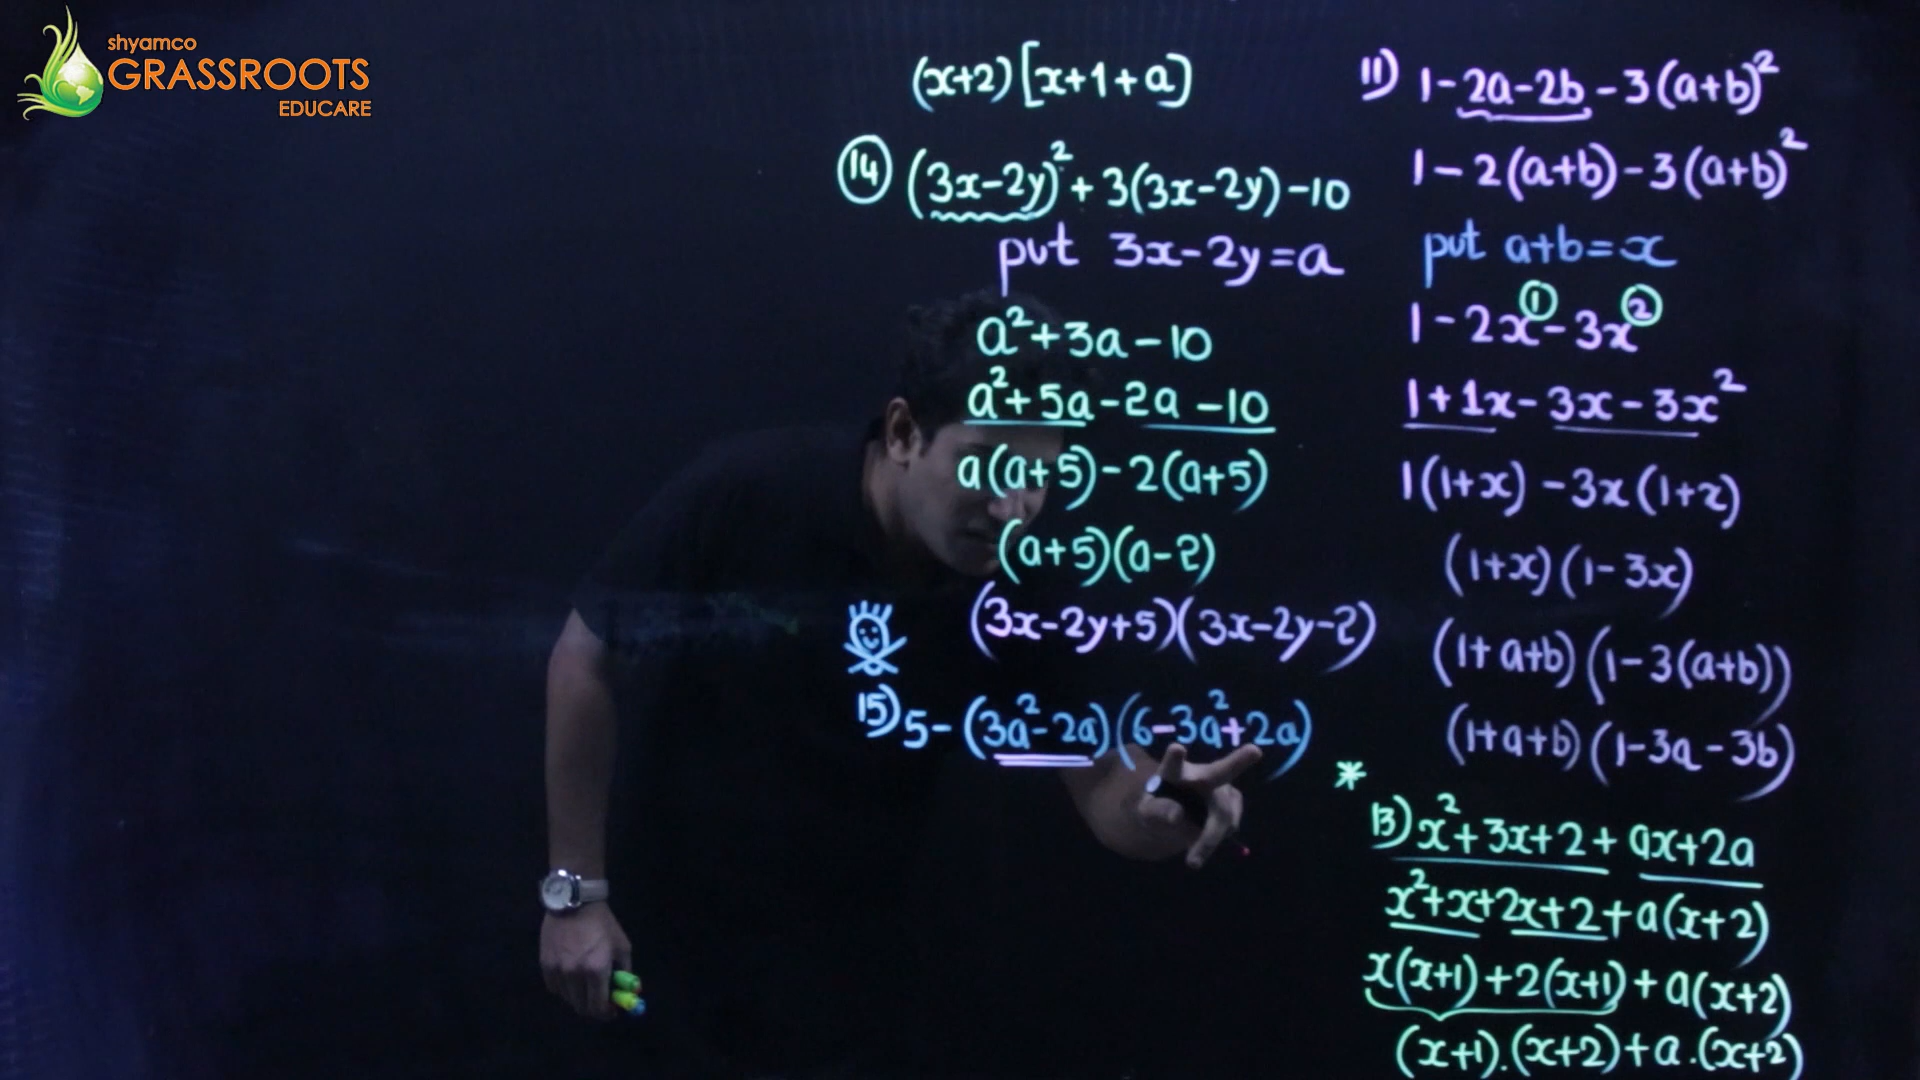 shyamco
GRASSROOTS
EDUCARE
(x+2)[x+1+a]
14 (3x-2y)² + 3(3x-2y) -10
put 3x-2y=a
a²+3a-10
a²+5a-2a-10
a(a+5)-2(a+5)
(a+5)(a-2)
(3x-2y+5)(3x-2y-2)
15) 5-(3a²-2a)(6-3a²+2a)
11) 1-2a-2b-3(a+b)²
1-2(a+b)-3(a+b)²
put a+b=x
1-2x①-3x②
1+1x-3x-3x²
1(1+x)-3x(1+x)
(1+x)(1-3x)
(1+a+b)(1-3(a+b))
(1+a+b)(1-3a-3b)
*
13) x²+3x+2+ax+2a
x²+x+2x+2+a(x+2)
x(x+1)+2(x+1)+a(x+2)
(x+1).(x+2)+a.(x+2)